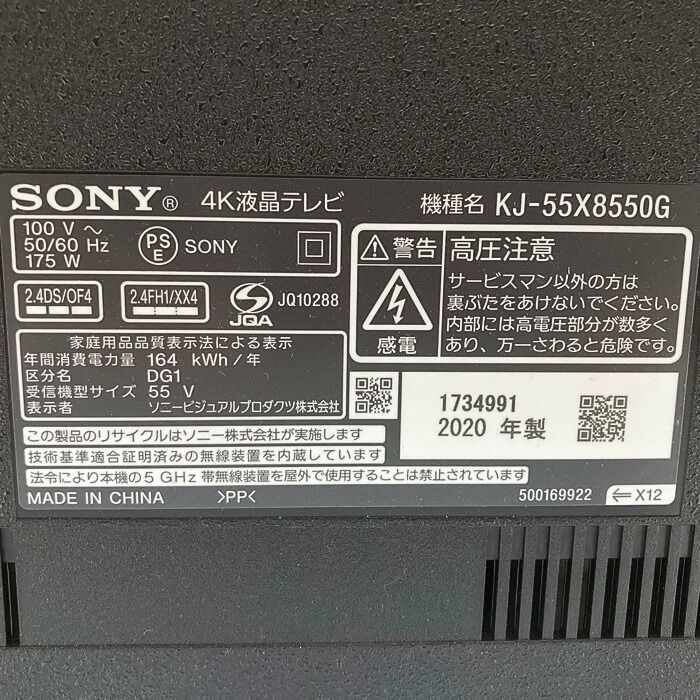 SONY® 4K液晶テレビ 機種名 KJ-55X8550G
100 V ～
50/60 Hz
175 W
PS
E
SONY
2.4DS/OF4
2.4FH1/XX4
JQA
JQ10288
家庭用品品質表示法による表示
年間消費電力量 164 kWh/年
区分名 DG1
受信機型サイズ 55 V
表示者 ソニービジュアルプロダクツ株式会社
この製品のリサイクルはソニー株式会社が実施します
技術基準適合証明済みの無線装置を内蔵しています
法令により本機の5 GHz 帯無線装置を屋外で使用することは禁止されています
MADE IN CHINA >PP<
警告
感電
高圧注意
サービスマン以外の方は
裏ぶたをあけないでください。
内部には高電圧部分が数多く
あり、万一さわると危険です。
1734991
2020 年製
500169922
⇐ X12